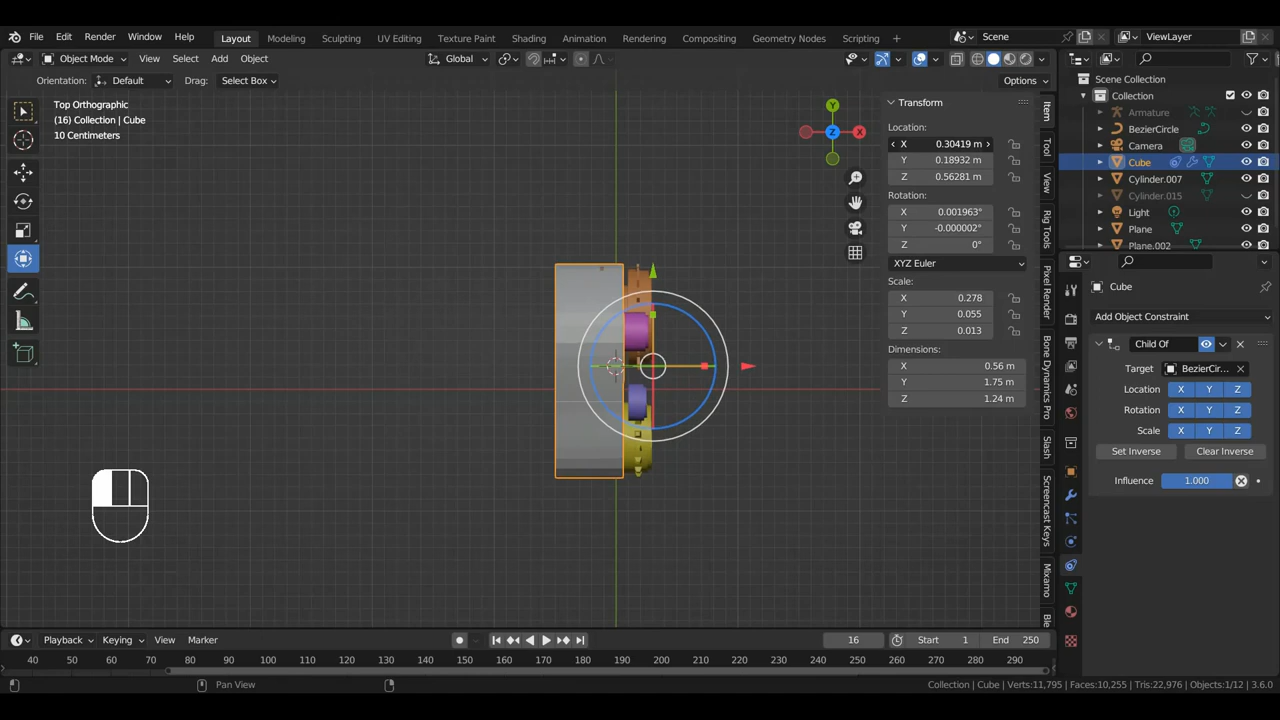 File Edit Render Window Help Layout Modeling Sculpting UV Editing Texture Paint Shading Animation Rendering Compositing Geometry Nodes Scripting + Scene ViewLayer
Object Mode View Select Add Object Global Options
Orientation: Default Drag: Select Box
Top Orthographic
(16) Collection | Cube
10 Centimeters
Y
X
Z
Transform
Location:
X 0.30419 m
Y 0.18932 m
Z 0.56281 m
Rotation:
X 0.001963°
Y -0.000002°
Z 0°
XYZ Euler
Scale:
X 0.278
Y 0.055
Z 0.013
Dimensions:
X 0.56 m
Y 1.75 m
Z 1.24 m
Item
Tool
View
Rig Tools
Pixel Render
Bone Dynamics Pro
Slash
Screencast Keys
Mixamo
Ble
Scene Collection
Collection
Armature
BezierCircle
Camera
Cube
Cylinder.007
Cylinder.015
Light
Plane
Plane.002
Cube
Add Object Constraint
Child Of
Target BezierCir...
Location X Y Z
Rotation X Y Z
Scale X Y Z
Set Inverse Clear Inverse
Influence 1.000
Playback Keying View Marker 16 Start 1 End 250
40 50 60 70 80 90 100 110 120 130 140 150 160 170 180 190 200 210 220 230 240 250 260 270 280 290
Pan View Collection | Cube | Verts:11,795 | Faces:10,255 | Tris:22,976 | Objects:1/12 | 3.6.0